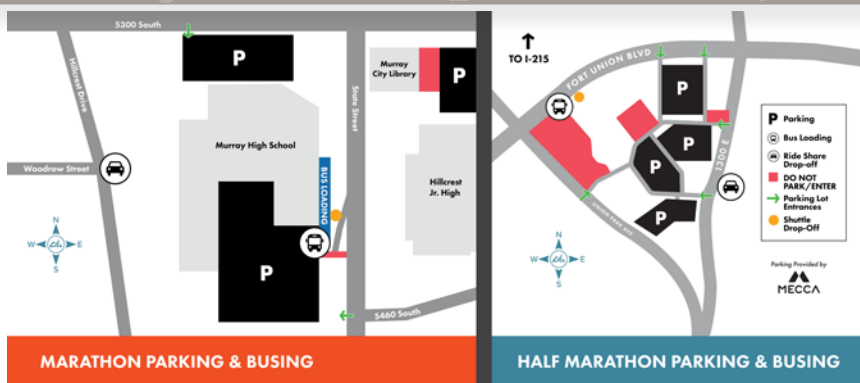 5300 South
Hillcrest Drive
P
Murray
City Library
P
State Street
Murray High School
Woodrow Street
BUS LOADING
Hillcrest
Jr. High
N
W
E
S
P
5460 South
MARATHON PARKING & BUSING
TO I-215
FORT UNION BLVD
P
P
P
P
1300 E
UNION PARK AVE
N
W
E
S
P Parking
Bus Loading
Ride Share
Drop-off
DO NOT
PARK/ENTER
Parking Lot
Entrances
Shuttle
Drop-Off
Parking Provided by
MECCA
HALF MARATHON PARKING & BUSING